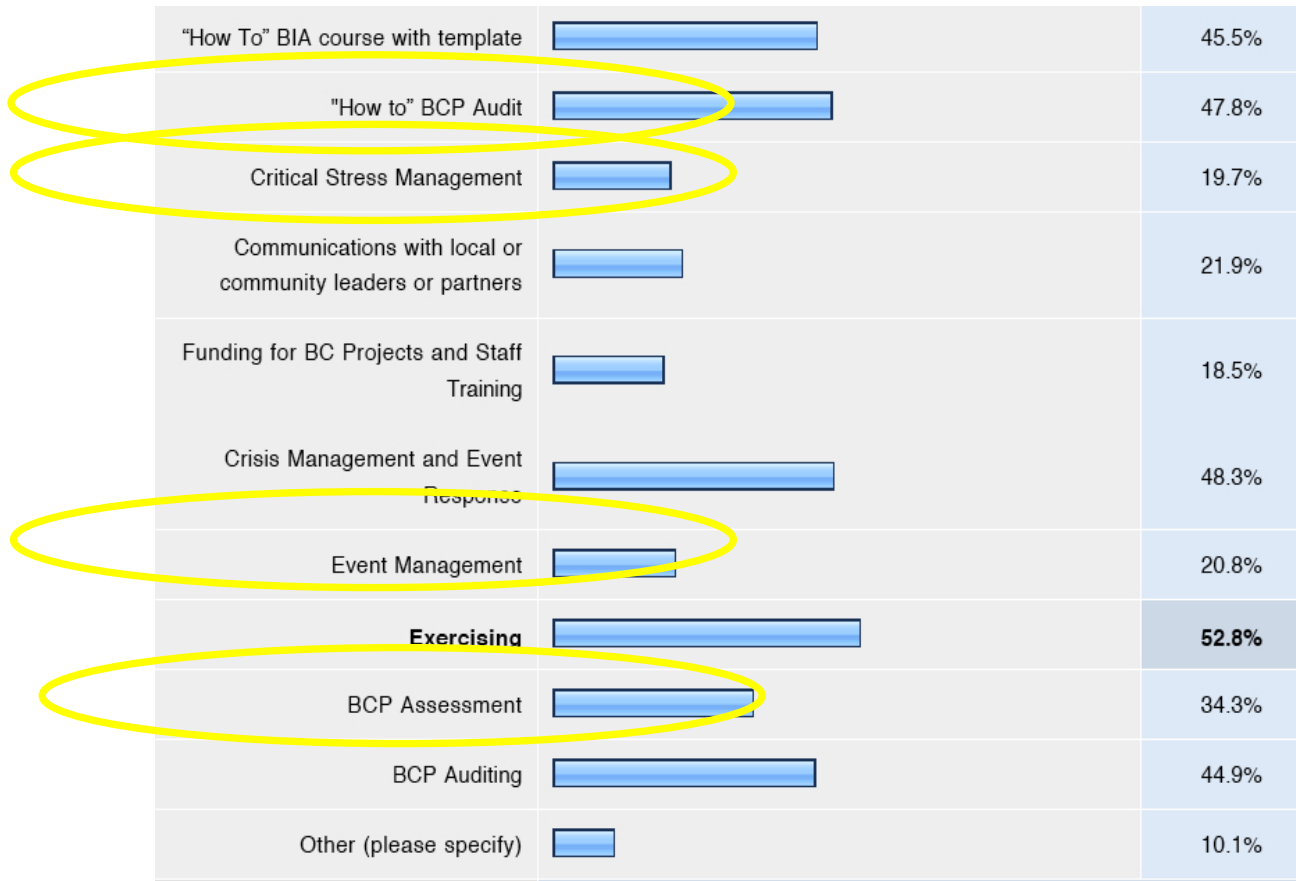 “How To” BIA course with template 45.5%
"How to” BCP Audit 47.8%
Critical Stress Management 19.7%
Communications with local or
community leaders or partners 21.9%
Funding for BC Projects and Staff
Training 18.5%
Crisis Management and Event
Response 48.3%
Event Management 20.8%
Exercising 52.8%
BCP Assessment 34.3%
BCP Auditing 44.9%
Other (please specify) 10.1%